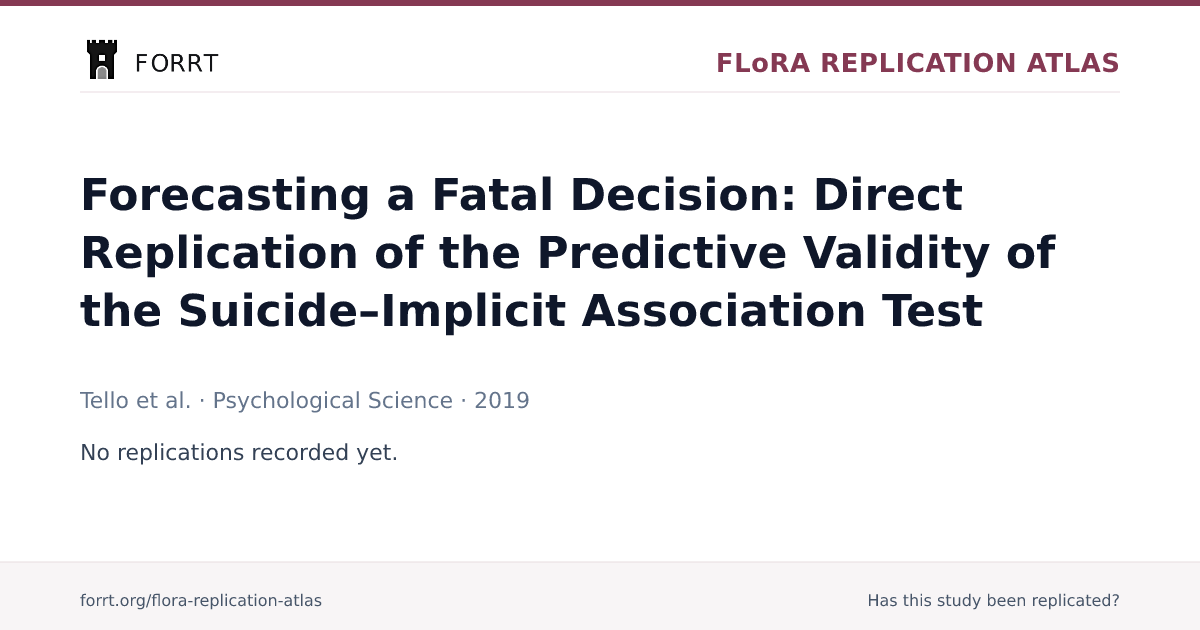 FORRT
FLoRA REPLICATION ATLAS
Forecasting a Fatal Decision: Direct
Replication of the Predictive Validity of
the Suicide–Implicit Association Test
Tello et al. · Psychological Science · 2019
No replications recorded yet.
forrt.org/flora-replication-atlas
Has this study been replicated?